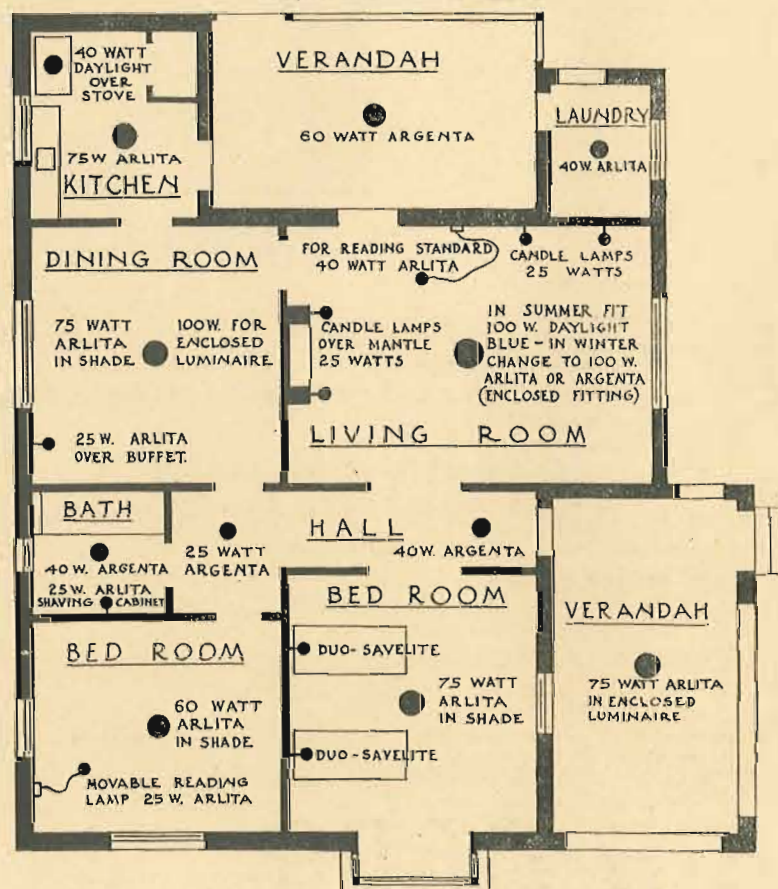 40 WATT
DAYLIGHT
OVER
STOVE
75W ARLITA
KITCHEN
VERANDAH
60 WATT ARGENTA
LAUNDRY
40W. ARLITA
DINING ROOM
75 WATT
ARLITA
IN SHADE
100W. FOR
ENCLOSED
LUMINAIRE
25 W. ARLITA
OVER BUFFET.
FOR READING STANDARD
40 WATT ARLITA
CANDLE LAMPS
25 WATTS
CANDLE LAMPS
OVER MANTLE
25 WATTS
IN SUMMER FIT
100 W. DAYLIGHT
BLUE - IN WINTER
CHANGE TO 100 W.
ARLITA OR ARGENTA
(ENCLOSED FITTING)
LIVING ROOM
BATH
40 W. ARGENTA
25 W. ARLITA
SHAVING CABINET
25 WATT
ARGENTA
HALL
40W. ARGENTA
BED ROOM
60 WATT
ARLITA
IN SHADE
MOVABLE READING
LAMP 25 W. ARLITA
BED ROOM
DUO-SAVELITE
75 WATT
ARLITA
IN SHADE
DUO-SAVELITE
VERANDAH
75 WATT ARLITA
IN ENCLOSED
LUMINAIRE